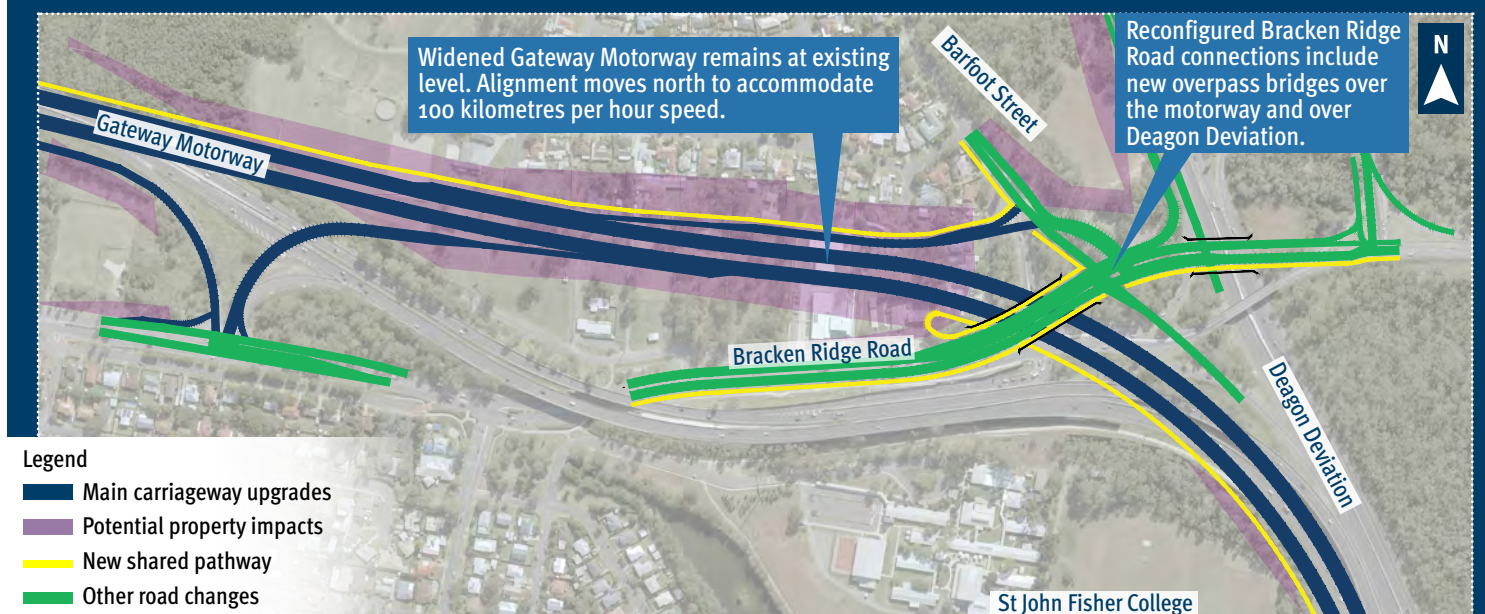 Widened Gateway Motorway remains at existing
level. Alignment moves north to accommodate
100 kilometres per hour speed.
Barfoot Street
Reconfigured Bracken Ridge
Road connections include
new overpass bridges over
the motorway and over
Deagon Deviation.
N
Gateway Motorway
Bracken Ridge Road
Deagon Deviation
Legend
Main carriageway upgrades
Potential property impacts
New shared pathway
Other road changes
St John Fisher College